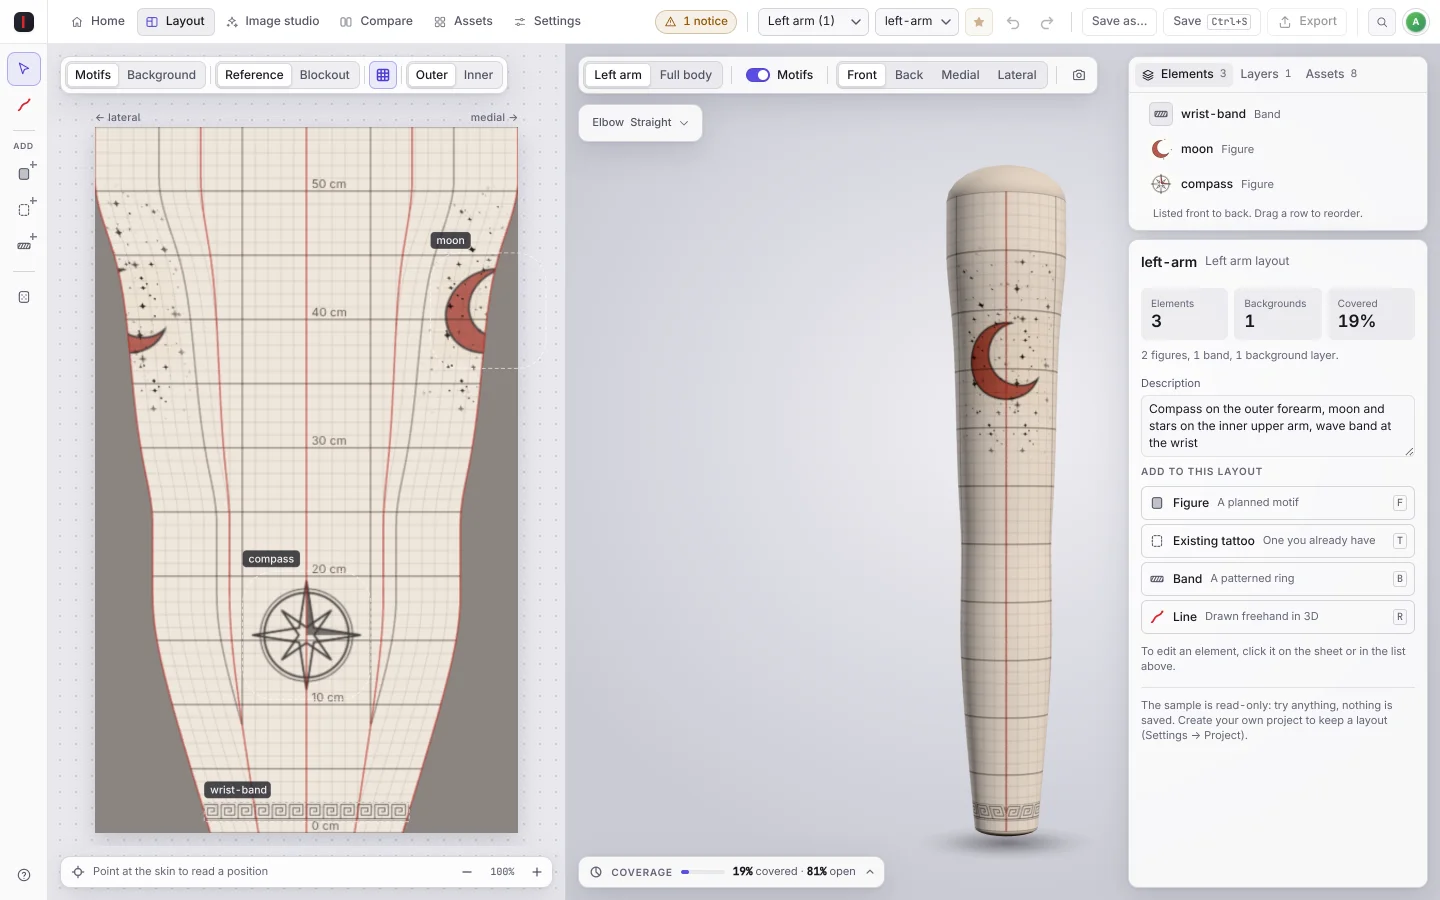 Home
Layout
Image studio
Compare
Assets
Settings
1 notice
Left arm (1)
left-arm
Save as...
Save Ctrl+S
Export
A
ADD
Motifs Background
Reference Blockout
Outer Inner
← lateral
medial →
50 cm
moon
40 cm
30 cm
compass
20 cm
10 cm
wrist-band
0 cm
Point at the skin to read a position
100%
Left arm Full body
Motifs
Front Back Medial Lateral
Elbow Straight
COVERAGE 19% covered · 81% open
Elements 3 Layers 1 Assets 8
wrist-band Band
moon Figure
compass Figure
Listed front to back. Drag a row to reorder.
left-arm Left arm layout
Elements Backgrounds Covered
3 1 19%
2 figures, 1 band, 1 background layer.
Description
Compass on the outer forearm, moon and
stars on the inner upper arm, wave band at
the wrist
ADD TO THIS LAYOUT
Figure A planned motif F
Existing tattoo One you already have T
Band A patterned ring B
Line Drawn freehand in 3D R
To edit an element, click it on the sheet or in the list
above.
The sample is read-only: try anything, nothing is
saved. Create your own project to keep a layout
(Settings → Project).